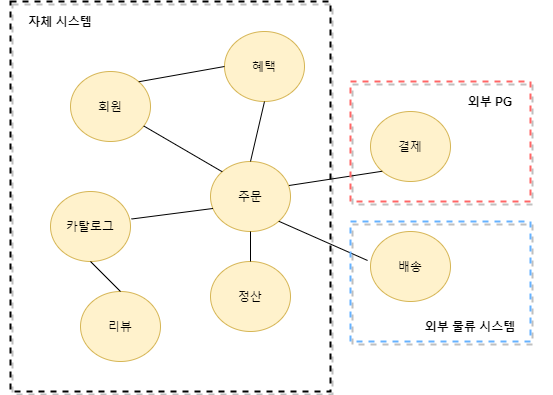 자체 시스템
혜택
회원
외부 PG
결제
주문
카탈로그
배송
정산
리뷰
외부 물류 시스템